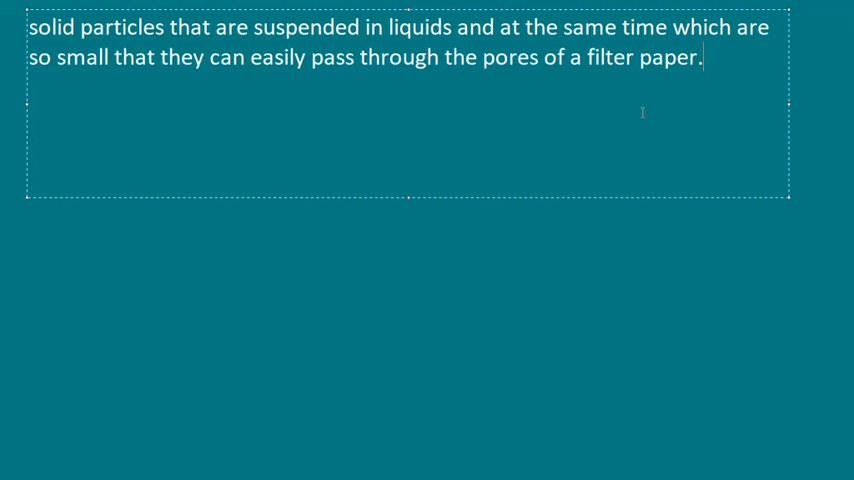 solid particles that are suspended in liquids and at the same time which are
so small that they can easily pass through the pores of a filter paper.